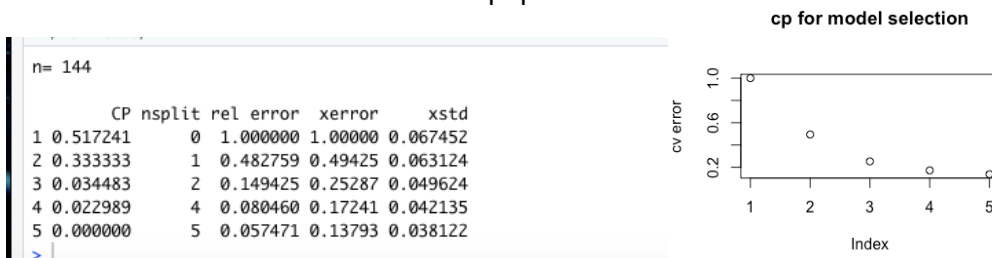 cp for model selection
n= 144
CP nsplit rel error xerror xstd
1 0.517241 0 1.000000 1.00000 0.067452
2 0.333333 1 0.482759 0.49425 0.063124
3 0.034483 2 0.149425 0.25287 0.049624
4 0.022989 4 0.080460 0.17241 0.042135
5 0.000000 5 0.057471 0.13793 0.038122
>
cv error
1.0
0.6
0.2
1 2 3 4 5
Index